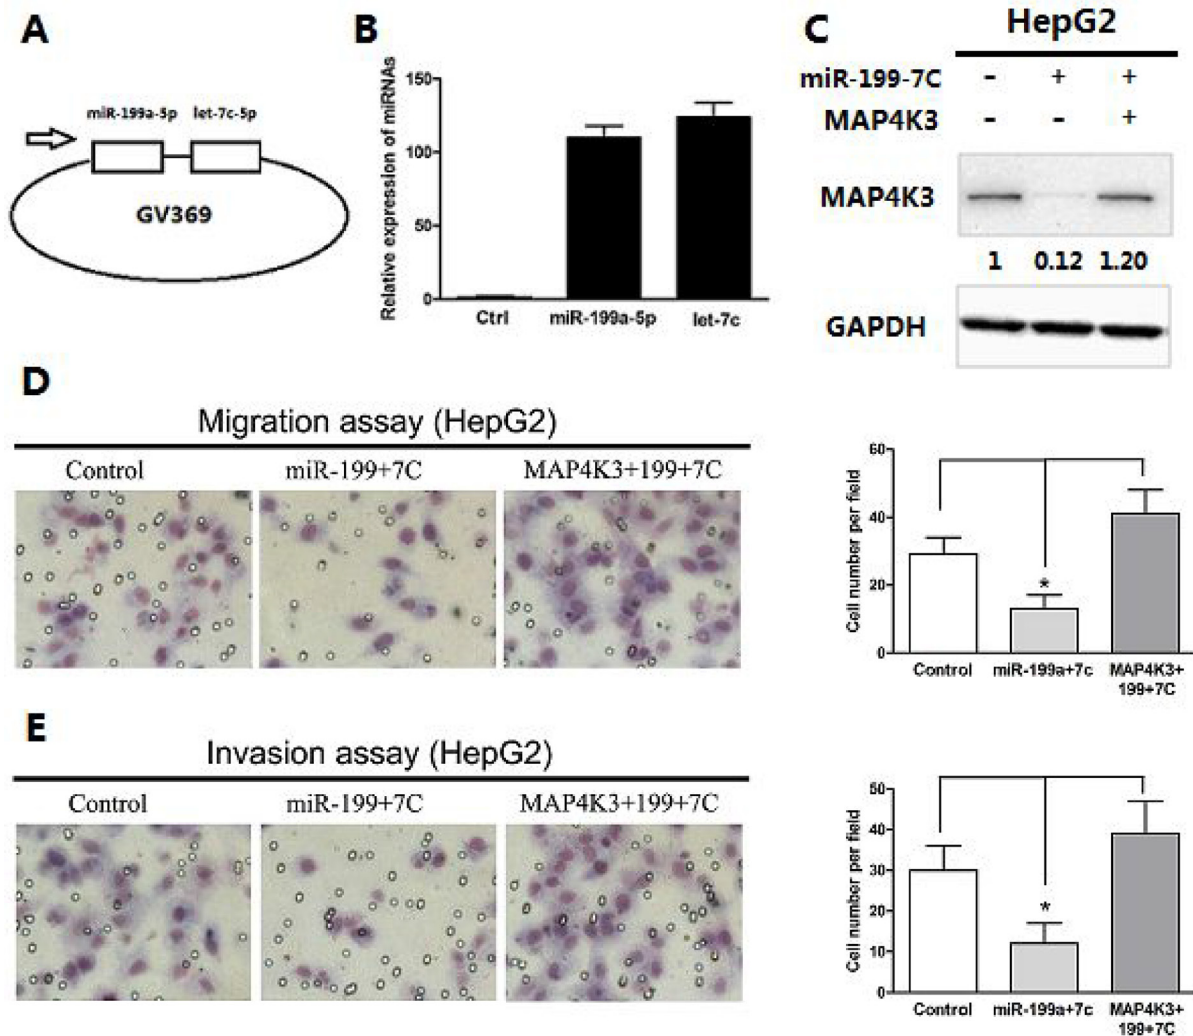 A
miR-199a-5p let-7c-5p
GV369
B
Relative expression of miRNAs
150
100
50
0
Ctrl miR-199a-5p let-7c
C
HepG2
miR-199-7C - + +
MAP4K3 - - +
MAP4K3
1 0.12 1.20
GAPDH
D
Migration assay (HepG2)
Control miR-199+7C MAP4K3+199+7C
Cell number per field
60
40
20
0
*
Control miR-199a+7c MAP4K3+
199+7C
E
Invasion assay (HepG2)
Control miR-199+7C MAP4K3+199+7C
Cell number per field
50
40
30
20
10
0
*
Control miR-199a+7c MAP4K3+
199+7C